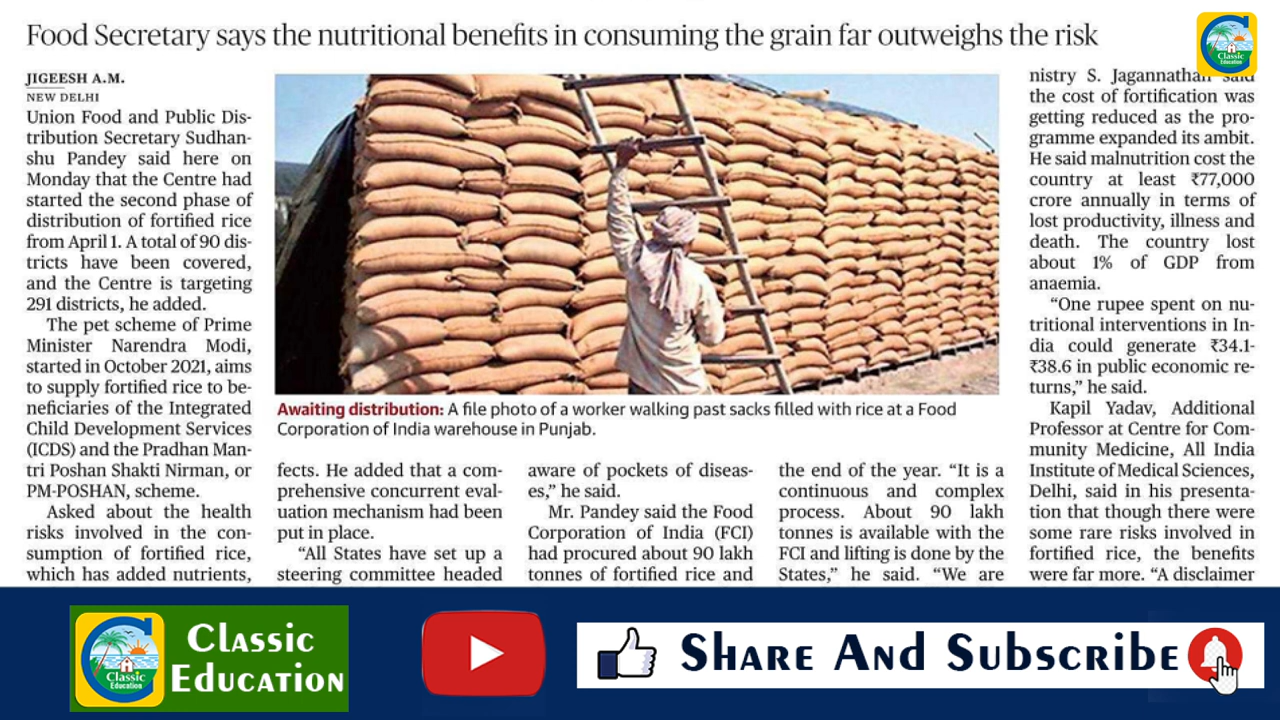 Food Secretary says the nutritional benefits in consuming the grain far outweighs the risk
JIGEESH A.M.
NEW DELHI
Union Food and Public Dis-
tribution Secretary Sudhan-
shu Pandey said here on
Monday that the Centre had
started the second phase of
distribution of fortified rice
from April 1. A total of 90 dis-
tricts have been covered,
and the Centre is targeting
291 districts, he added.
The pet scheme of Prime
Minister Narendra Modi,
started in October 2021, aims
to supply fortified rice to be-
neficiaries of the Integrated
Child Development Services
(ICDS) and the Pradhan Man-
tri Poshan Shakti Nirman, or
PM-POSHAN, scheme.
Asked about the health
risks involved in the con-
sumption of fortified rice,
which has added nutrients,
Awaiting distribution: A file photo of a worker walking past sacks filled with rice at a Food
Corporation of India warehouse in Punjab.
fects. He added that a com-
prehensive concurrent eval-
uation mechanism had been
put in place.
“All States have set up a
steering committee headed
aware of pockets of diseas-
es,” he said.
Mr. Pandey said the Food
Corporation of India (FCI)
had procured about 90 lakh
tonnes of fortified rice and
the end of the year. “It is a
continuous and complex
process. About 90 lakh
tonnes is available with the
FCI and lifting is done by the
States,” he said. “We are
nistry S. Jagannathan said
the cost of fortification was
getting reduced as the pro-
gramme expanded its ambit.
He said malnutrition cost the
country at least ₹77,000
crore annually in terms of
lost productivity, illness and
death. The country lost
about 1% of GDP from
anaemia.
“One rupee spent on nu-
tritional interventions in In-
dia could generate ₹34.1-
₹38.6 in public economic re-
turns,” he said.
Kapil Yadav, Additional
Professor at Centre for Com-
munity Medicine, All India
Institute of Medical Sciences,
Delhi, said in his presenta-
tion that though there were
some rare risks involved in
fortified rice, the benefits
were far more. “A disclaimer
Classic
Education
Classic
Education
Classic
Education
Share And Subscribe